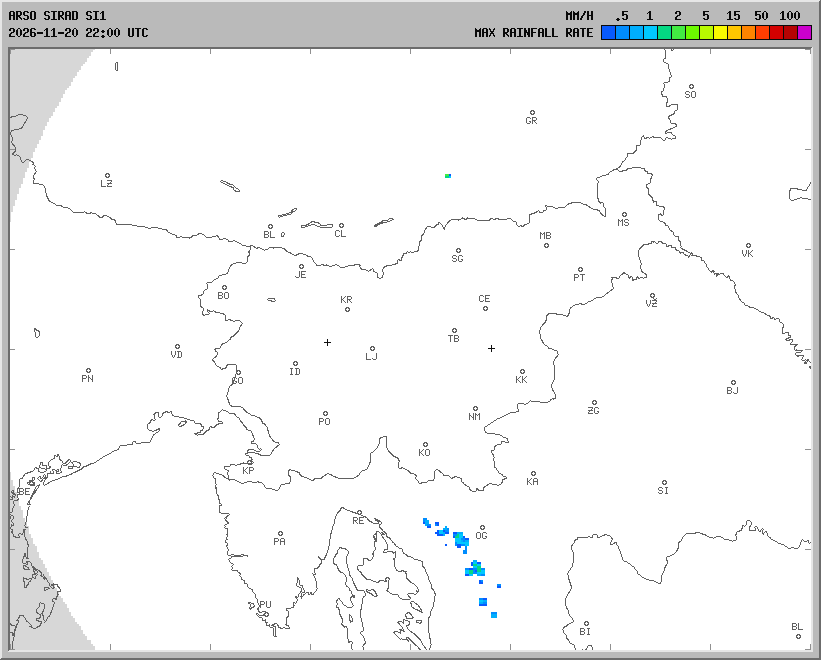 ARSO SIRAD SI1
2026-11-20 22:00 UTC
MM/H .5 1 2 5 15 50 100
MAX RAINFALL RATE
SO
GR
LZ
MS
BL
CL
MB
VK
SG
JE
PT
BO
KR
CE
VZ
TB
VD
LJ
ID
PN
GO
KK
BJ
NM
ZG
PO
KO
KP
KA
BE
SI
RE
OG
PA
PU
BI
BL